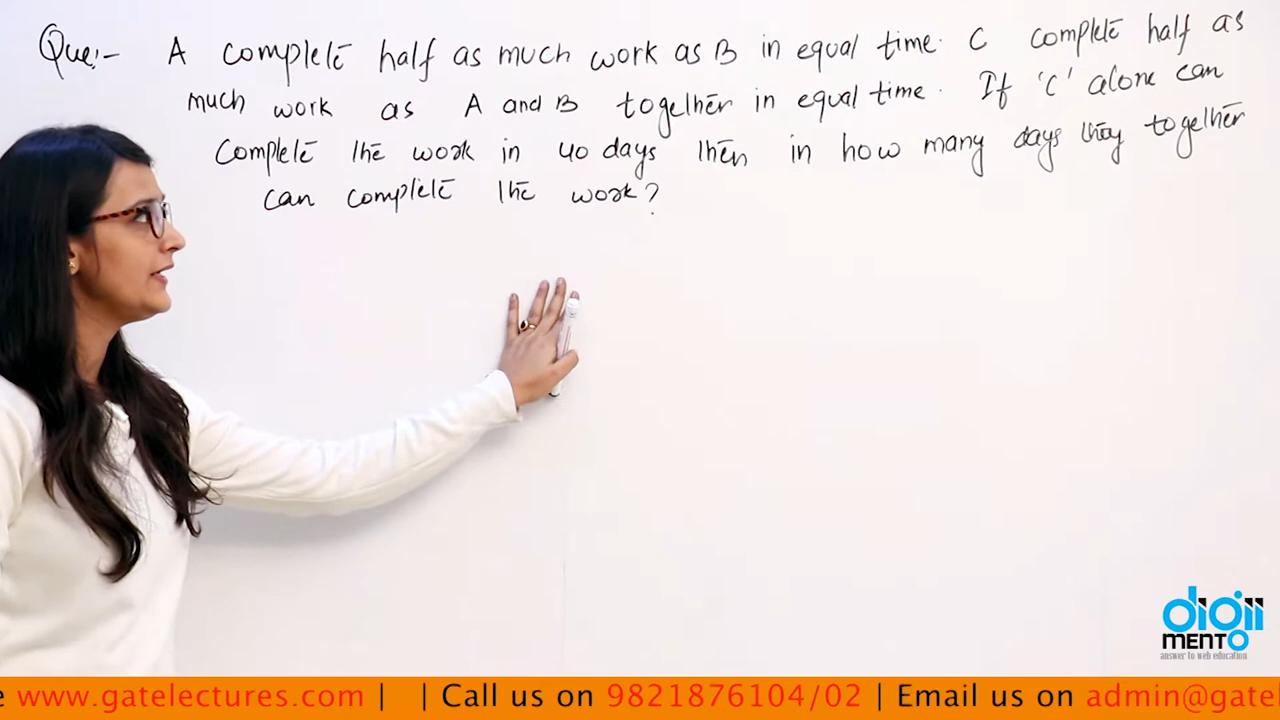 Que:- A complete half as much work as B in equal time. C complete half as
much work as A and B together in equal time. If 'C' alone can
complete the work in 40 days then in how many days they together
can complete the work?
digii
MENTO
answer to web education
e www.gatelectures.com | | Call us on 9821876104/02 | Email us on admin@gatel